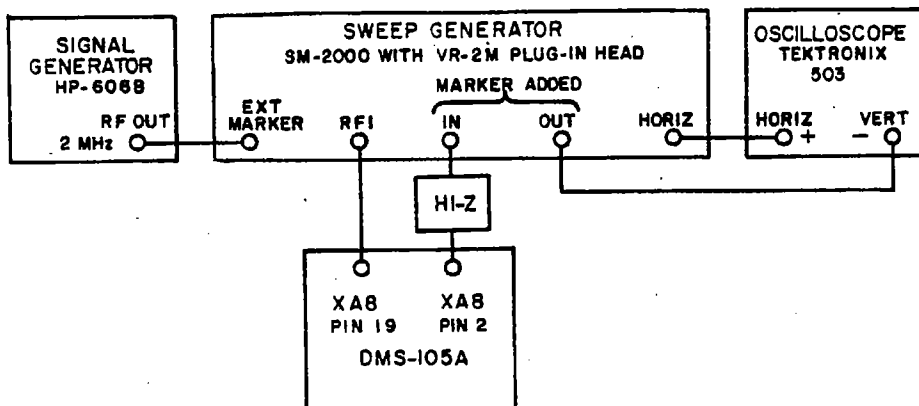 SIGNAL
GENERATOR
HP-606B
RF OUT
2 MHz
SWEEP GENERATOR
SM-2000 WITH VR-2M PLUG-IN HEAD
MARKER ADDED
EXT
MARKER
RF1
IN
OUT
HORIZ
OSCILLOSCOPE
TEKTRONIX
503
HORIZ
+
VERT
−
HI-Z
XA8
PIN 19
XA8
PIN 2
DMS-105A